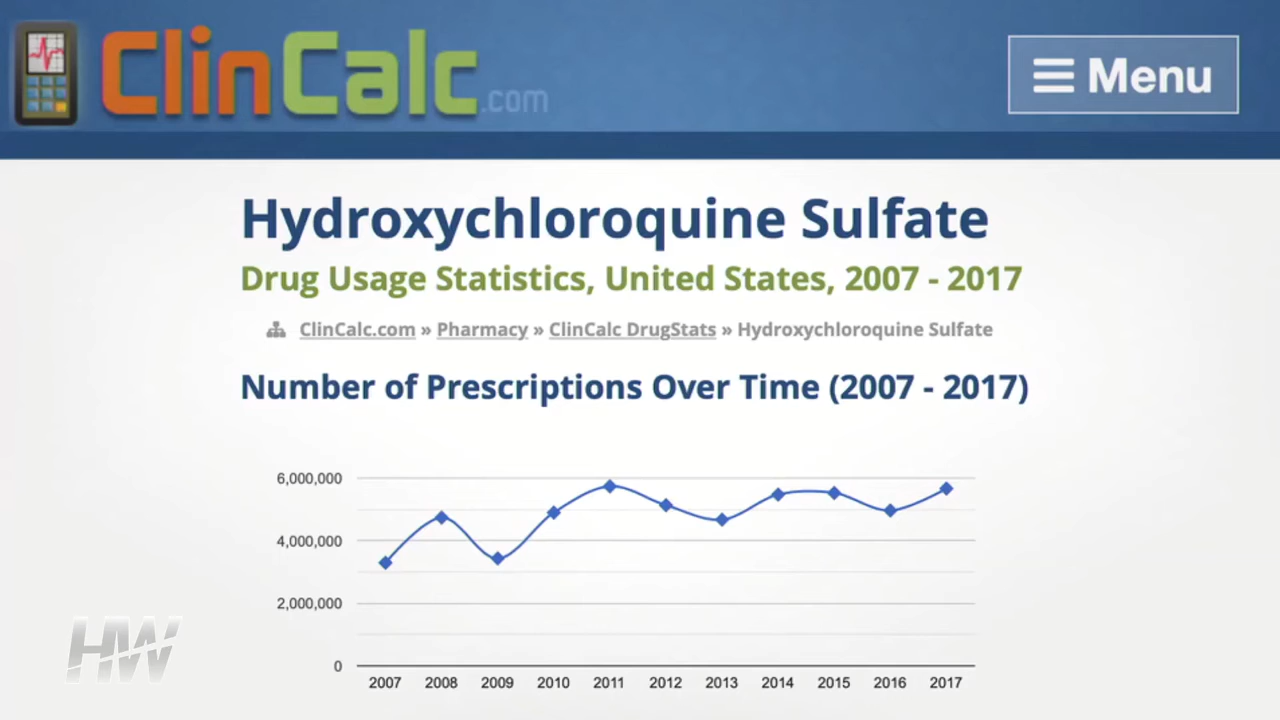 ClinCalc.com
Menu
Hydroxychloroquine Sulfate
Drug Usage Statistics, United States, 2007 - 2017
ClinCalc.com » Pharmacy » ClinCalc DrugStats » Hydroxychloroquine Sulfate
Number of Prescriptions Over Time (2007 - 2017)
6,000,000
4,000,000
2,000,000
0
2007 2008 2009 2010 2011 2012 2013 2014 2015 2016 2017
HW